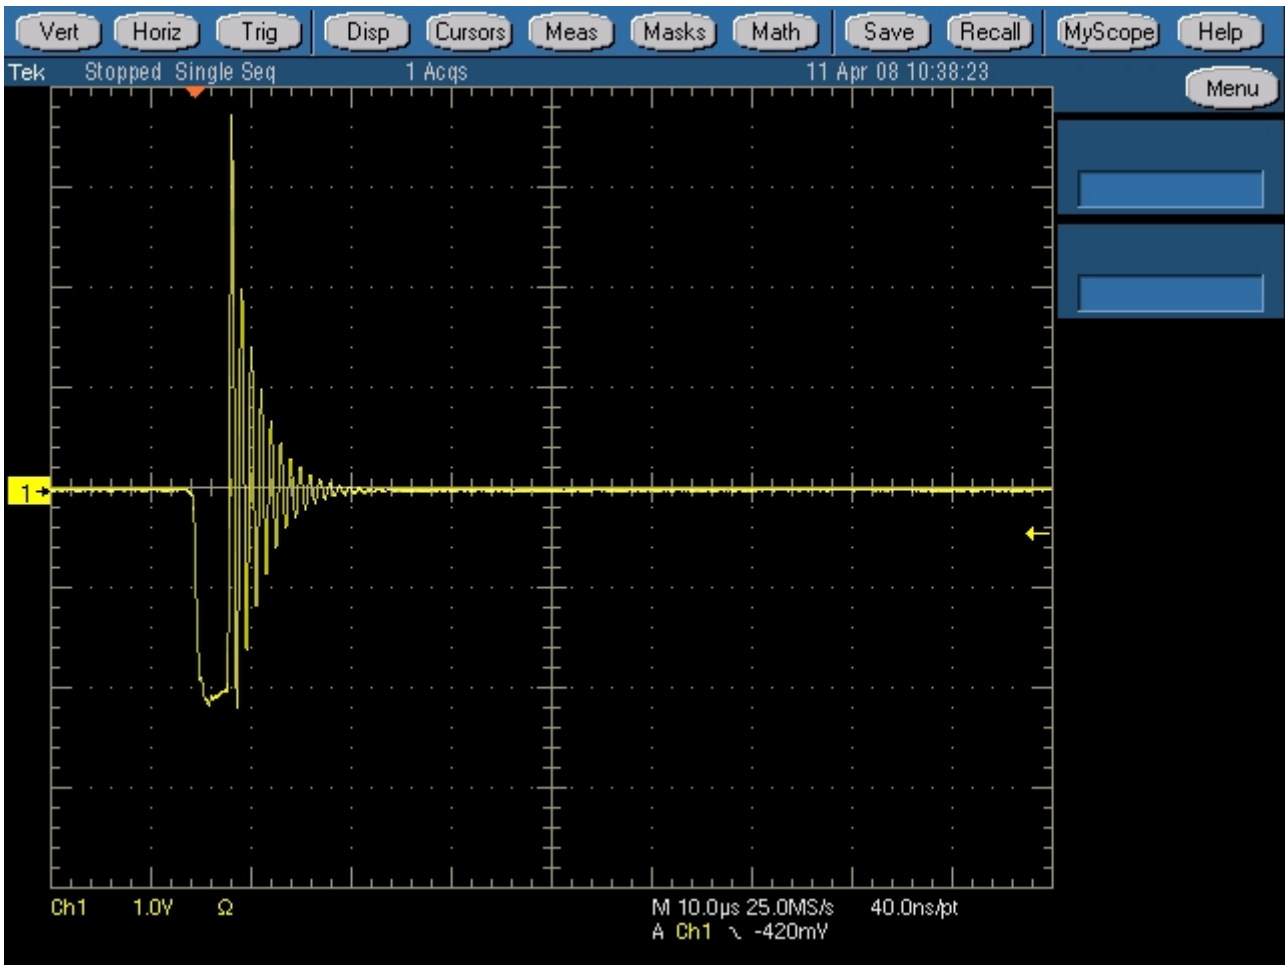 Vert Horiz Trig Disp Cursors Meas Masks Math Save Recall MyScope Help
Tek Stopped Single Seq 1 Acqs 11 Apr 08 10:38:23
Menu
1
Ch1 1.0V Ω M 10.0µs 25.0MS/s 40.0ns/pt
A Ch1 -420mV